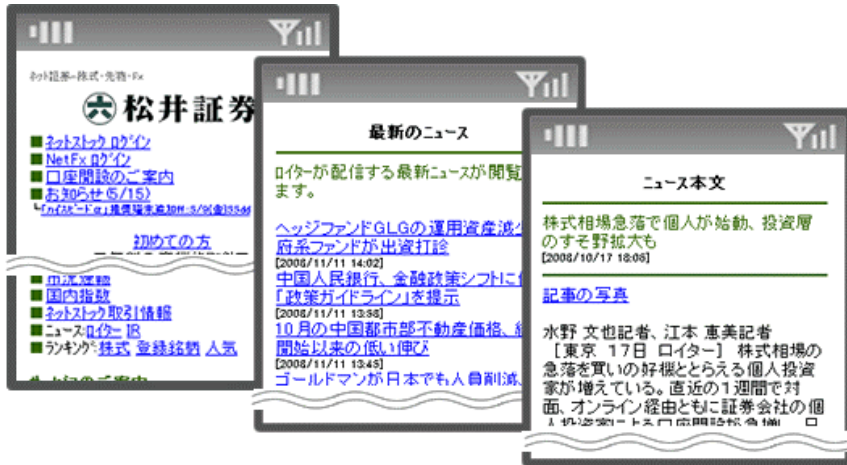 ネット証券-株式・先物・Fx
松井証券
■ネットストック ログイン
■NetFx ログイン
■口座開設のご案内
■お知らせ(5/15)
初めての方
■国内指数
■ネットストック取引情報
■ニュース:ロイター IR
■ランキング:株式 登録銘柄 人気
最新のニュース
ロイターが配信する最新ニュースが閲覧
ます。
ヘッジファンドGLGの運用資産減
府系ファンドが出資打診
[2008/11/11 14:02]
中国人民銀行、金融政策シフトに
「政策ガイドライン」を提示
[2008/11/11 13:58]
10月の中国都市部不動産価格、
開始以来の低い伸び
[2008/11/11 13:45]
ゴールドマンが日本でも人員削減、
ニュース本文
株式相場急落で個人が始動、投資層
のすそ野拡大も
[2008/10/17 18:06]
記事の写真
水野 文也記者、江本 恵美記者
［東京 17日 ロイター］ 株式相場の
急落を買いの好機ととらえる個人投資
家が増えている。直近の1週間で対
面、オンライン経由ともに証券会社の個